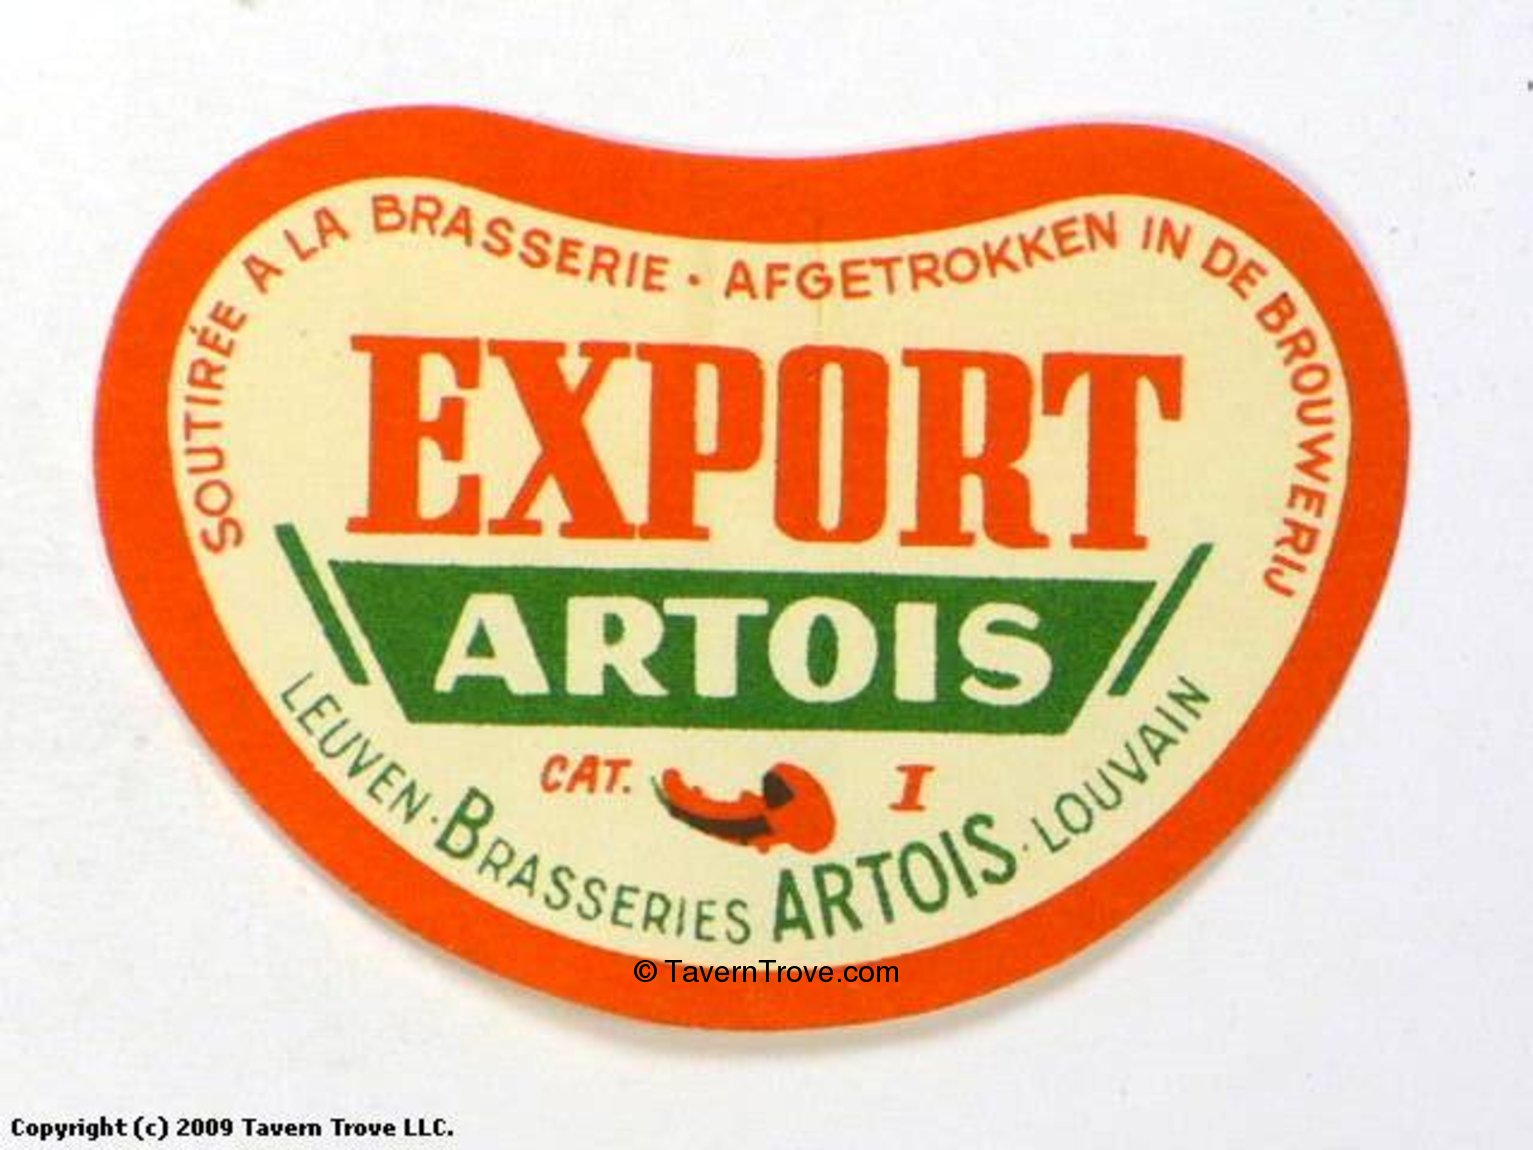 SOUTIRÉE A LA BRASSERIE · AFGETROKKEN IN DE BROUWERIJ
EXPORT
ARTOIS
CAT. I
LEUVEN · BRASSERIES ARTOIS · LOUVAIN
© TavernTrove.com
Copyright (c) 2009 Tavern Trove LLC.